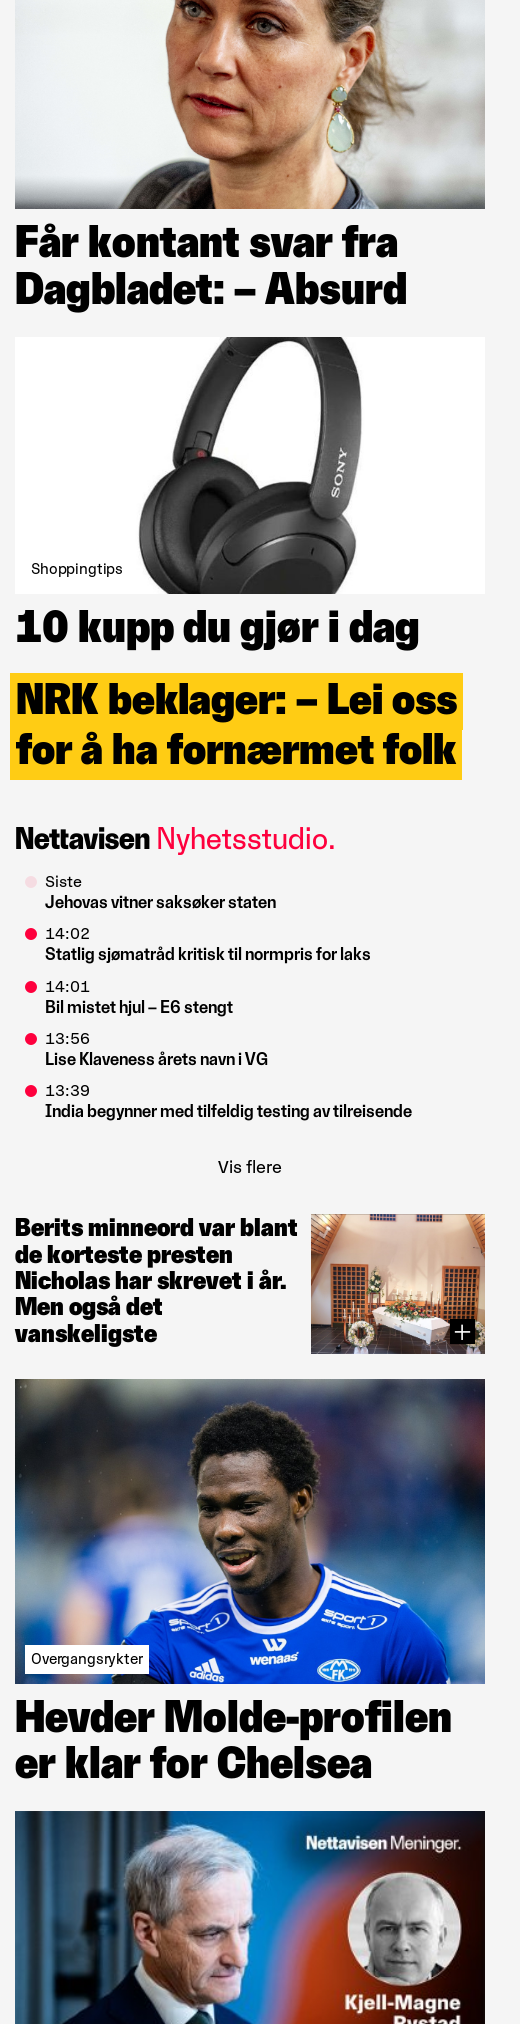 Får kontant svar fra
Dagbladet: – Absurd
SONY
Shoppingtips
10 kupp du gjør i dag
NRK beklager: – Lei oss
for å ha fornærmet folk
Nettavisen Nyhetsstudio.
Siste
Jehovas vitner saksøker staten
14:02
Statlig sjømatråd kritisk til normpris for laks
14:01
Bil mistet hjul – E6 stengt
13:56
Lise Klaveness årets navn i VG
13:39
India begynner med tilfeldig testing av tilreisende
Vis flere
Berits minneord var blant
de korteste presten
Nicholas har skrevet i år.
Men også det
vanskeligste
sport1
sport1
wenaas
adidas
Overgangsrykter
Hevder Molde-profilen
er klar for Chelsea
Nettavisen Meninger.
Kjell-Magne
Rystad